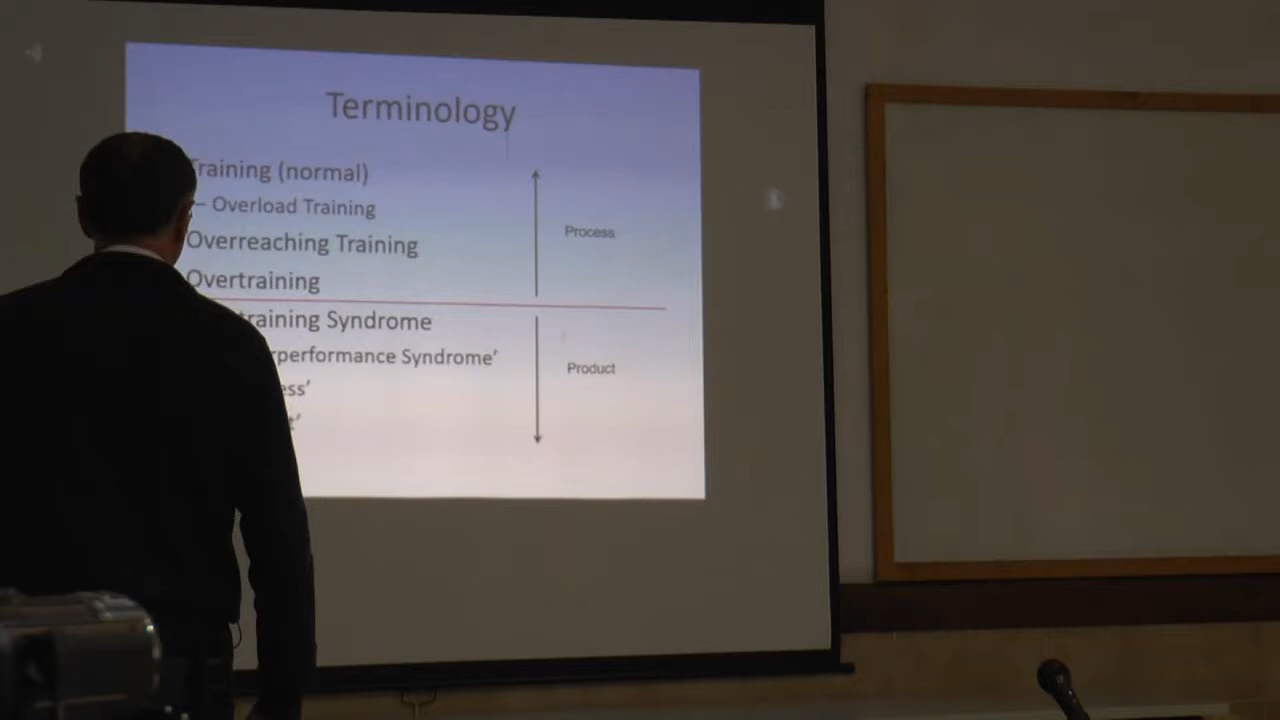 Terminology
Training (normal)
– Overload Training
Overreaching Training
Overtraining
Process
training Syndrome
rperformance Syndrome’
Product
ess’
t’